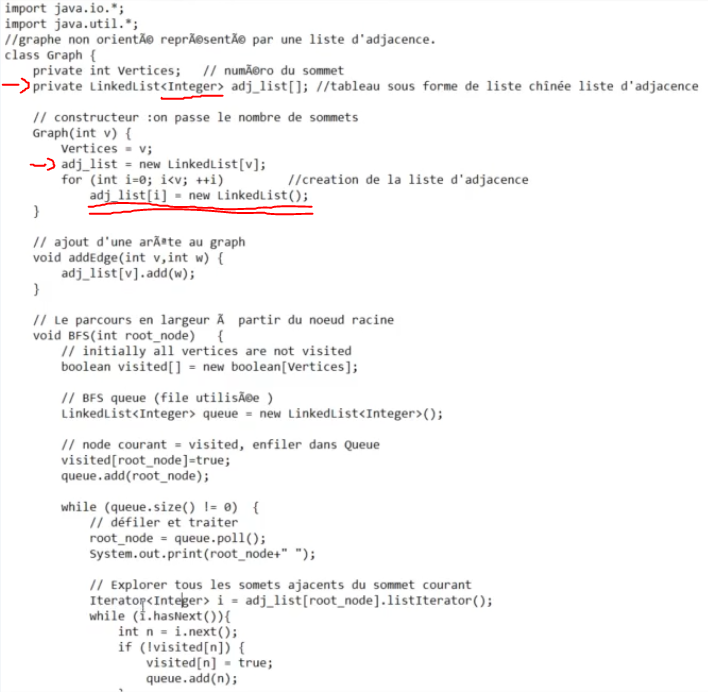 import java.io.*;
import java.util.*;
//graphe non orientÃ© reprÃ©sentÃ© par une liste d'adjacence.
class Graph {
private int Vertices;   // numÃ©ro du sommet
private LinkedList<Integer> adj_list[]; //tableau sous forme de liste chînée liste d'adjacence
// constructeur :on passe le nombre de sommets
Graph(int v) {
Vertices = v;
adj_list = new LinkedList[v];
for (int i=0; i<v; ++i)         //creation de la liste d'adjacence
adj_list[i] = new LinkedList();
}
// ajout d'une arÃªte au graph
void addEdge(int v,int w) {
adj_list[v].add(w);
}
// Le parcours en largeur Ã  partir du noeud racine
void BFS(int root_node)   {
// initially all vertices are not visited
boolean visited[] = new boolean[Vertices];
// BFS queue (file utilisÃ©e )
LinkedList<Integer> queue = new LinkedList<Integer>();
// node courant = visited, enfiler dans Queue
visited[root_node]=true;
queue.add(root_node);
while (queue.size() != 0)  {
// défiler et traiter
root_node = queue.poll();
System.out.print(root_node+" ");
// Explorer tous les somets ajacents du sommet courant
Iterator<Integer> i = adj_list[root_node].listIterator();
while (i.hasNext()){
int n = i.next();
if (!visited[n]) {
visited[n] = true;
queue.add(n);
}